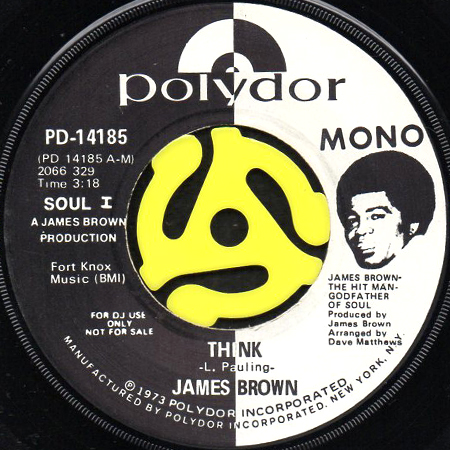 polydor
PD-14185
(PD 14185 A-M)
2066 329
Time 3:18
SOUL I
A JAMES BROWN
PRODUCTION
Fort Knox
Music (BMI)
FOR DJ USE
ONLY
NOT FOR SALE
MONO
JAMES BROWN-
THE HIT MAN-
GODFATHER
OF SOUL
Produced by
James Brown
Arranged by
Dave Matthews
THINK
-L. Pauling-
JAMES BROWN
©1973 POLYDOR INCORPORATED
MANUFACTURED BY POLYDOR INCORPORATED. NEW YORK, N.Y.